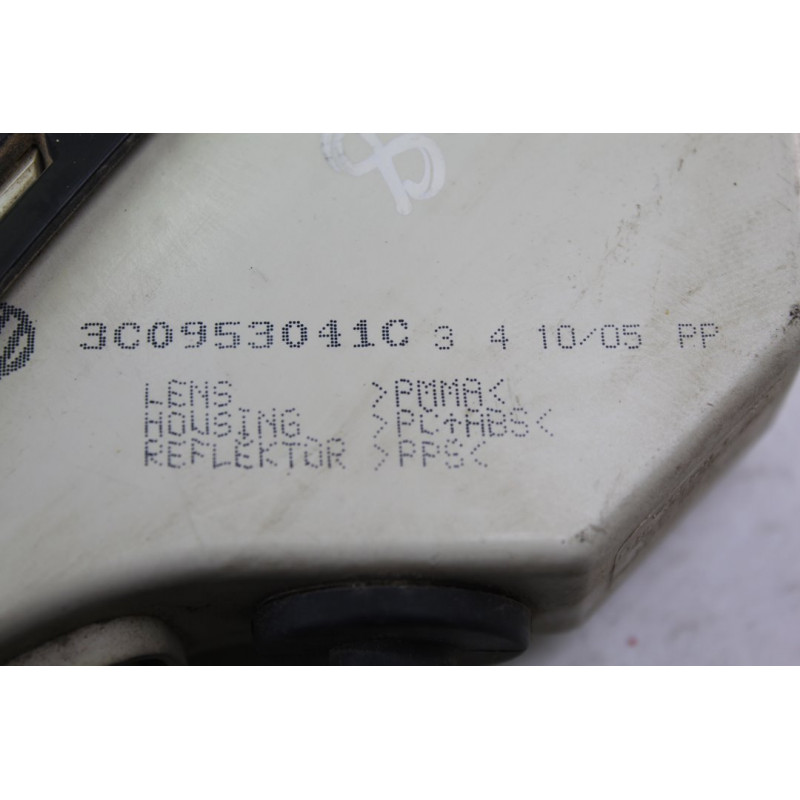 3C0953041C 3 4 10/05 PP
LENS >PMMA<
HOUSING >PC+ABS<
REFLEKTOR >PPS<